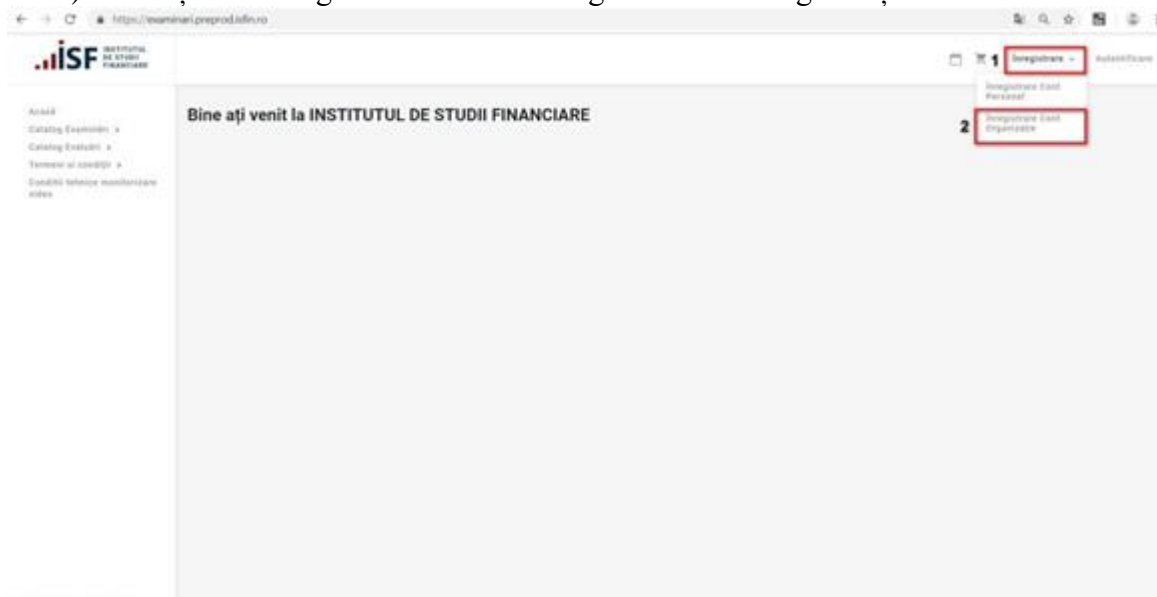 https://examinari.preprod.isfin.ro
ISF INSTITUTUL
DE STUDII
FINANCIARE
1 Înregistrare
Autentificare
Înregistrare Cont
Personal
2 Înregistrare Cont
Organizatie
Acasă
Catalog Examinări
Catalog Evaluări
Termeni si condiții
Conditii tehnice monitorizare
video
Bine ați venit la INSTITUTUL DE STUDII FINANCIARE